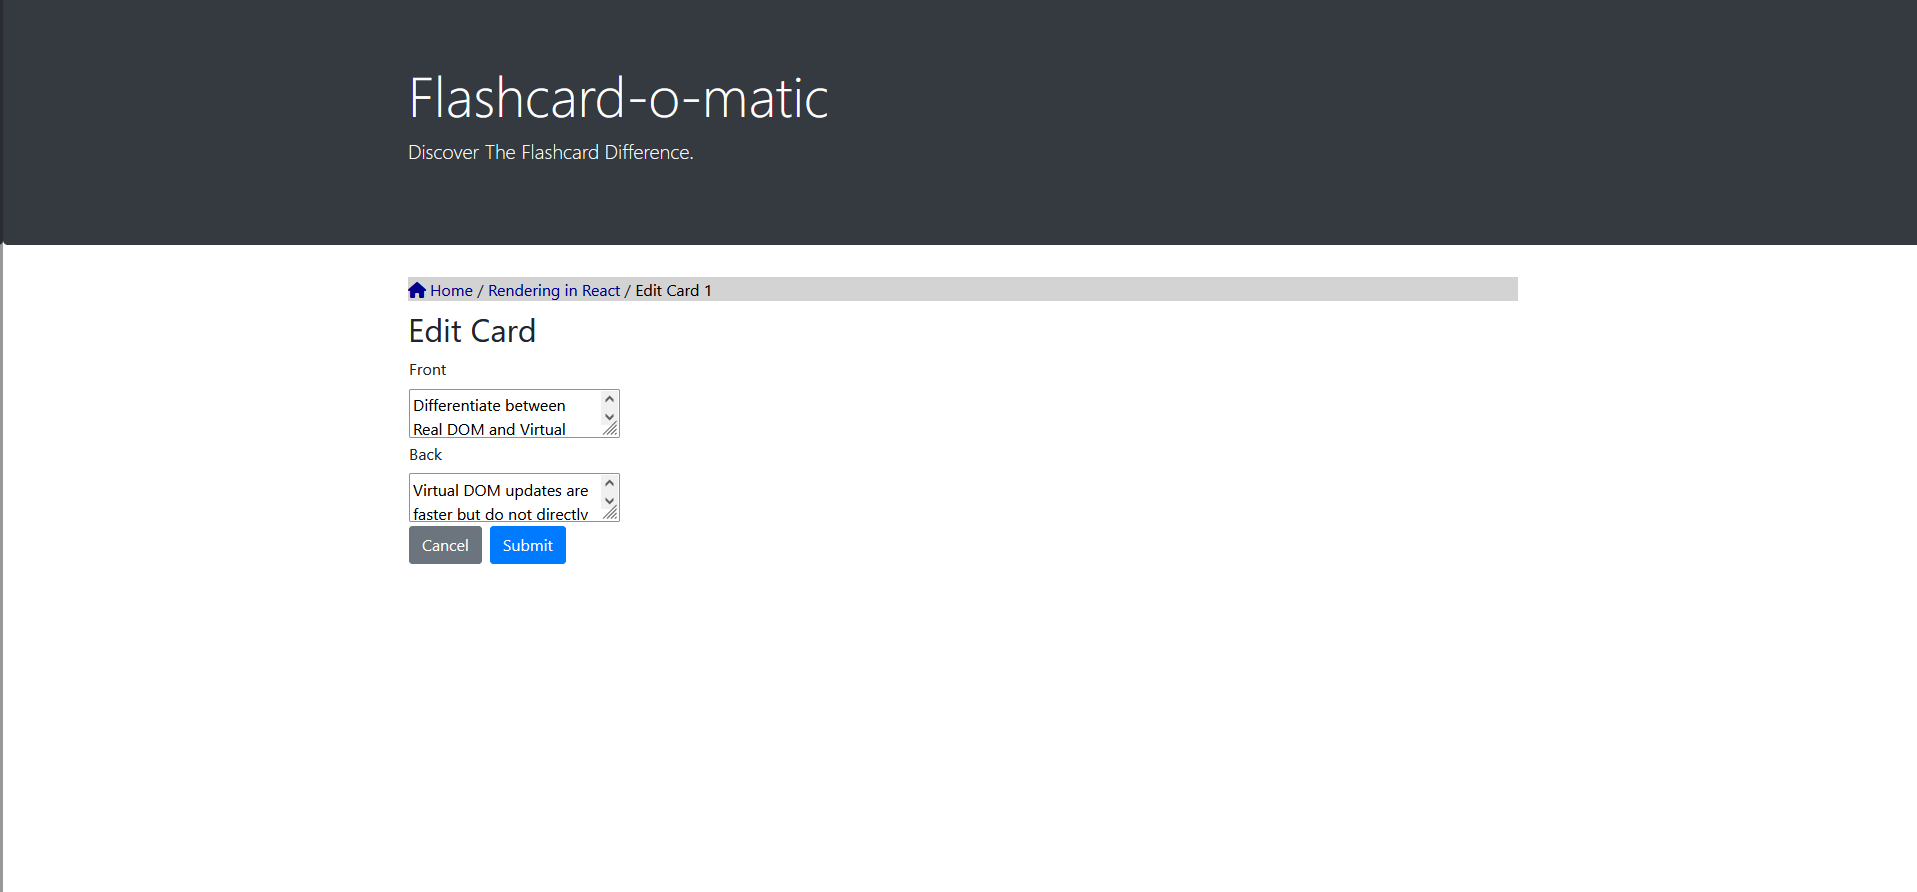 Flashcard-o-matic
Discover The Flashcard Difference.
Home / Rendering in React / Edit Card 1
Edit Card
Front
Differentiate between
Real DOM and Virtual
Back
Virtual DOM updates are
faster but do not directly
Cancel Submit